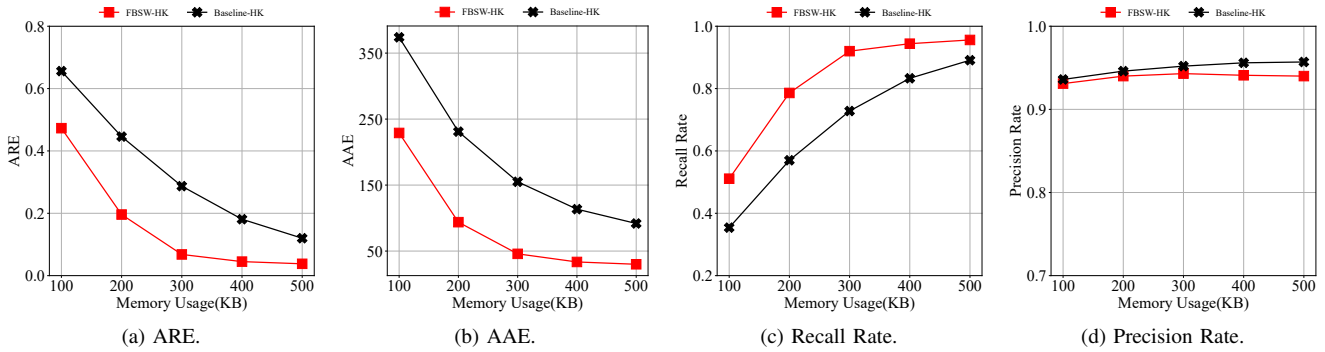 FBSW-HK Baseline-HK
0.8
0.6
0.4
0.2
0.0
ARE
100 200 300 400 500
Memory Usage(KB)
(a) ARE.
FBSW-HK Baseline-HK
350
250
150
50
AAE
100 200 300 400 500
Memory Usage(KB)
(b) AAE.
FBSW-HK Baseline-HK
1.0
0.8
0.6
0.4
0.2
Recall Rate
100 200 300 400 500
Memory Usage(KB)
(c) Recall Rate.
FBSW-HK Baseline-HK
1.0
0.9
0.8
0.7
Precision Rate
100 200 300 400 500
Memory Usage(KB)
(d) Precision Rate.